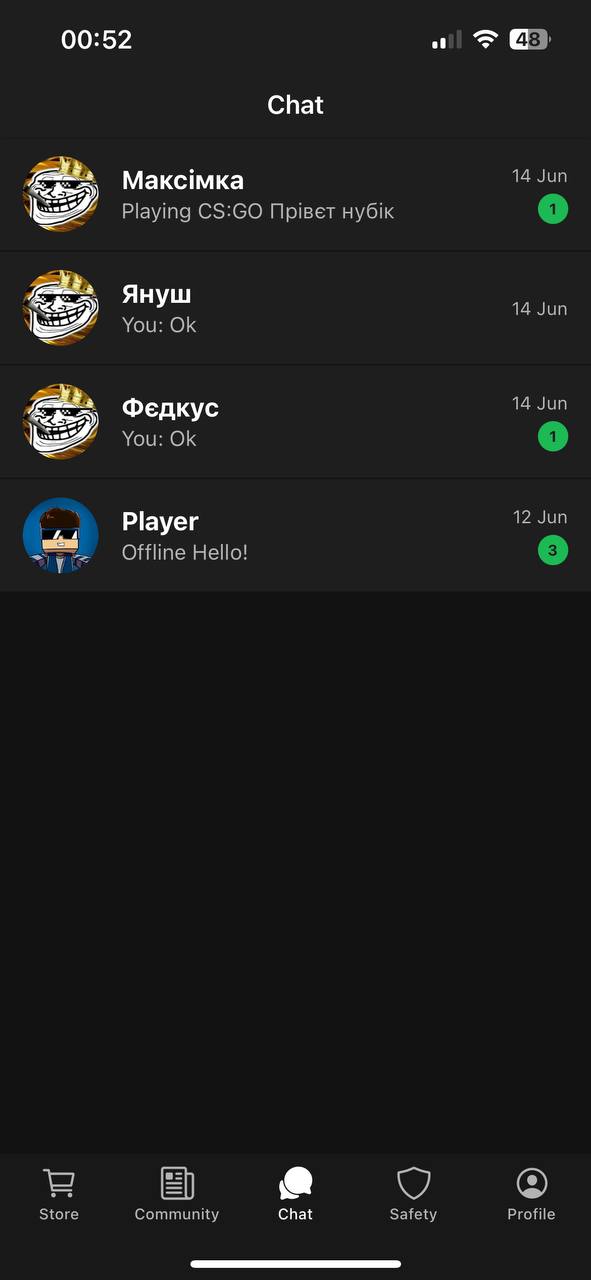 00:52
48
Chat
Максімка
14 Jun
Playing CS:GO Прівєт нубік
1
Януш
14 Jun
You: Ok
Фєдкус
14 Jun
You: Ok
1
Player
12 Jun
Offline Hello!
3
Store
Community
Chat
Safety
Profile